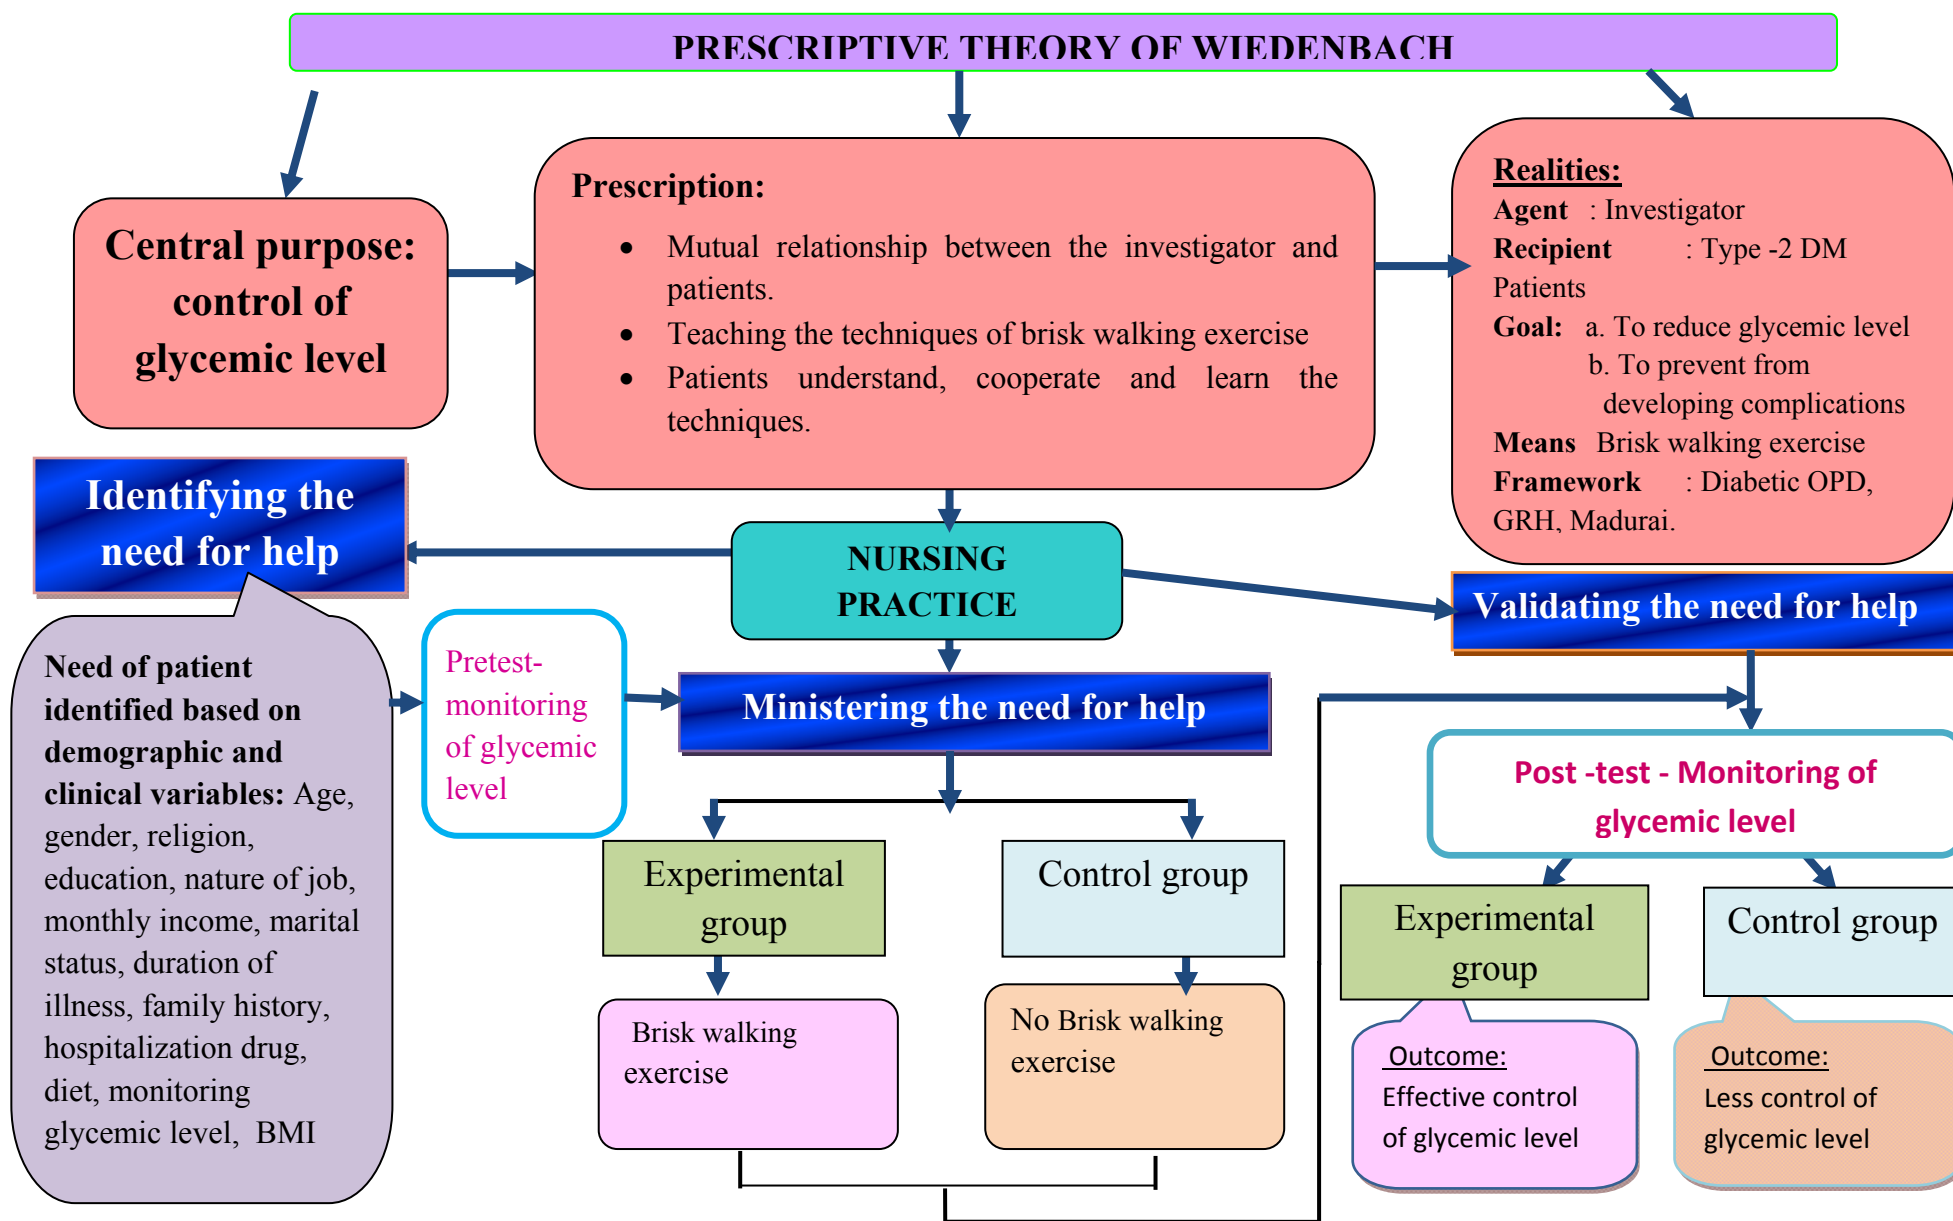 PRESCRIPTIVE THEORY OF WIEDENBACH
Central purpose:
control of
glycemic level
Prescription:
• Mutual relationship between the investigator and
patients.
• Teaching the techniques of brisk walking exercise
• Patients understand, cooperate and learn the
techniques.
Realities:
Agent : Investigator
Recipient : Type -2 DM
Patients
Goal: a. To reduce glycemic level
b. To prevent from
developing complications
Means Brisk walking exercise
Framework : Diabetic OPD,
GRH, Madurai.
Identifying the
need for help
NURSING
PRACTICE
Validating the need for help
Need of patient
identified based on
demographic and
clinical variables: Age,
gender, religion,
education, nature of job,
monthly income, marital
status, duration of
illness, family history,
hospitalization drug,
diet, monitoring
glycemic level, BMI
Pretest-
monitoring
of glycemic
level
Ministering the need for help
Experimental
group
Control group
Brisk walking
exercise
No Brisk walking
exercise
Post -test - Monitoring of
glycemic level
Experimental
group
Control group
Outcome:
Effective control
of glycemic level
Outcome:
Less control of
glycemic level